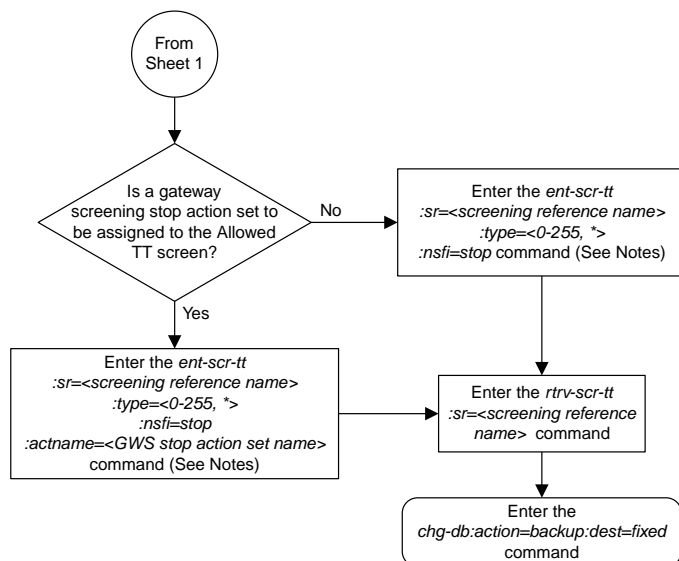 From
Sheet 1
Is a gateway
screening stop action set to
be assigned to the Allowed
TT screen?
No
Enter the ent-scr-tt
:sr=<screening reference name>
:type=<0-255, *>
:nsfi=stop command (See Notes)
Yes
Enter the ent-scr-tt
:sr=<screening reference name>
:type=<0-255, *>
:nsfi=stop
:actname=<GWS stop action set name>
command (See Notes)
Enter the rtrv-scr-tt
:sr=<screening reference
name> command
Enter the
chg-db:action=backup:dest=fixed
command